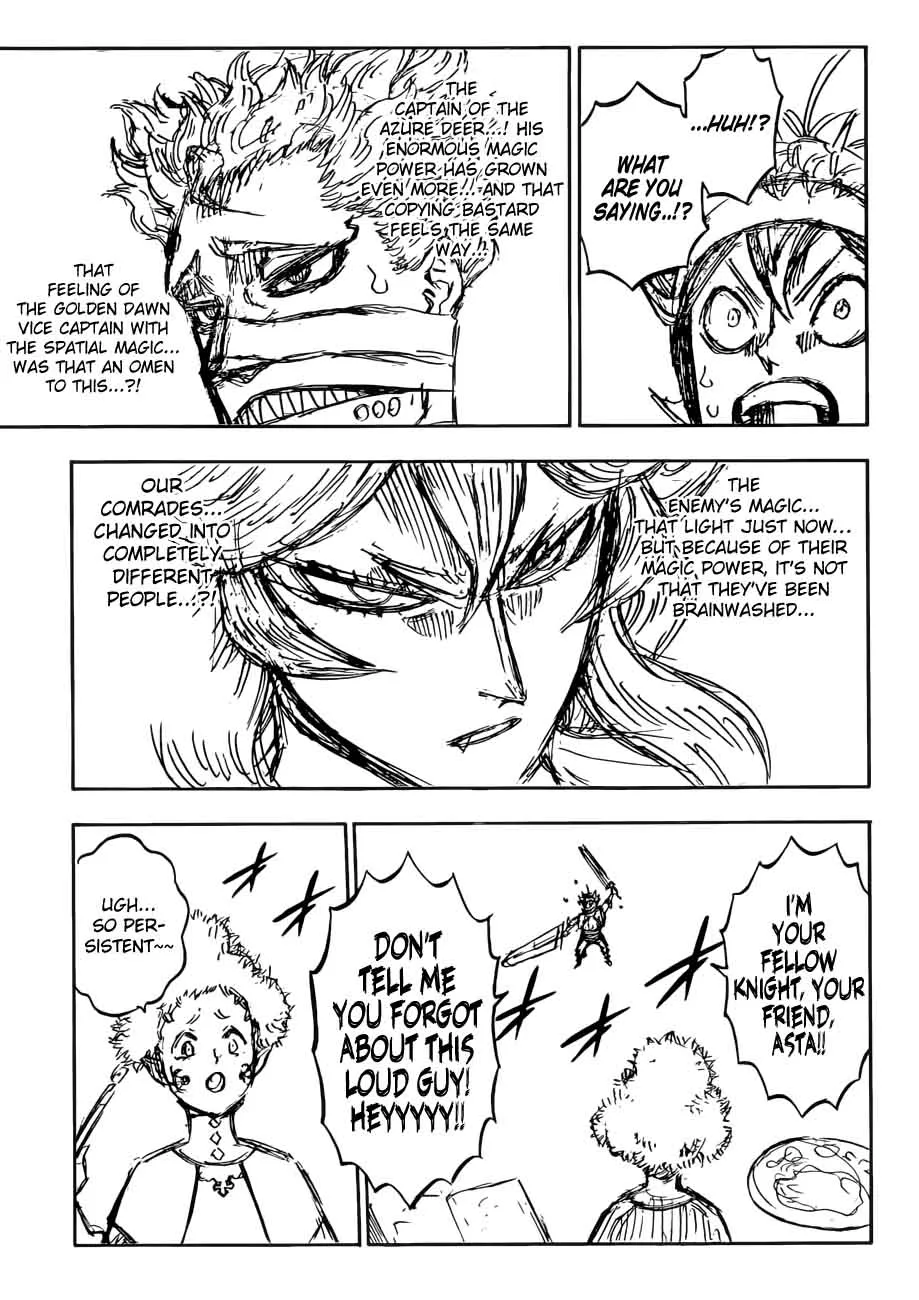 ...HUH!?
WHAT
ARE YOU
SAYING..!?
THE
CAPTAIN OF THE
AZURE DEER...! HIS
ENORMOUS MAGIC
POWER HAS GROWN
EVEN MORE!! AND THAT
COPYING BASTARD
FEELS THE SAME
WAY..!!
THAT
FEELING OF
THE GOLDEN DAWN
VICE CAPTAIN WITH
THE SPATIAL MAGIC...
WAS THAT AN OMEN
TO THIS...?!
THE
ENEMY'S MAGIC...
THAT LIGHT JUST NOW...
BUT BECAUSE OF THEIR
MAGIC POWER, IT'S NOT
THAT THEY'VE BEEN
BRAINWASHED...
OUR
COMRADES...
CHANGED INTO
COMPLETELY
DIFFERENT
PEOPLE...?!
I'M
YOUR
FELLOW
KNIGHT, YOUR
FRIEND,
ASTA!!
DON'T
TELL ME
YOU FORGOT
ABOUT THIS
LOUD GUY!
HEYYYYY!!
UGH...
SO PER-
SISTENT~~